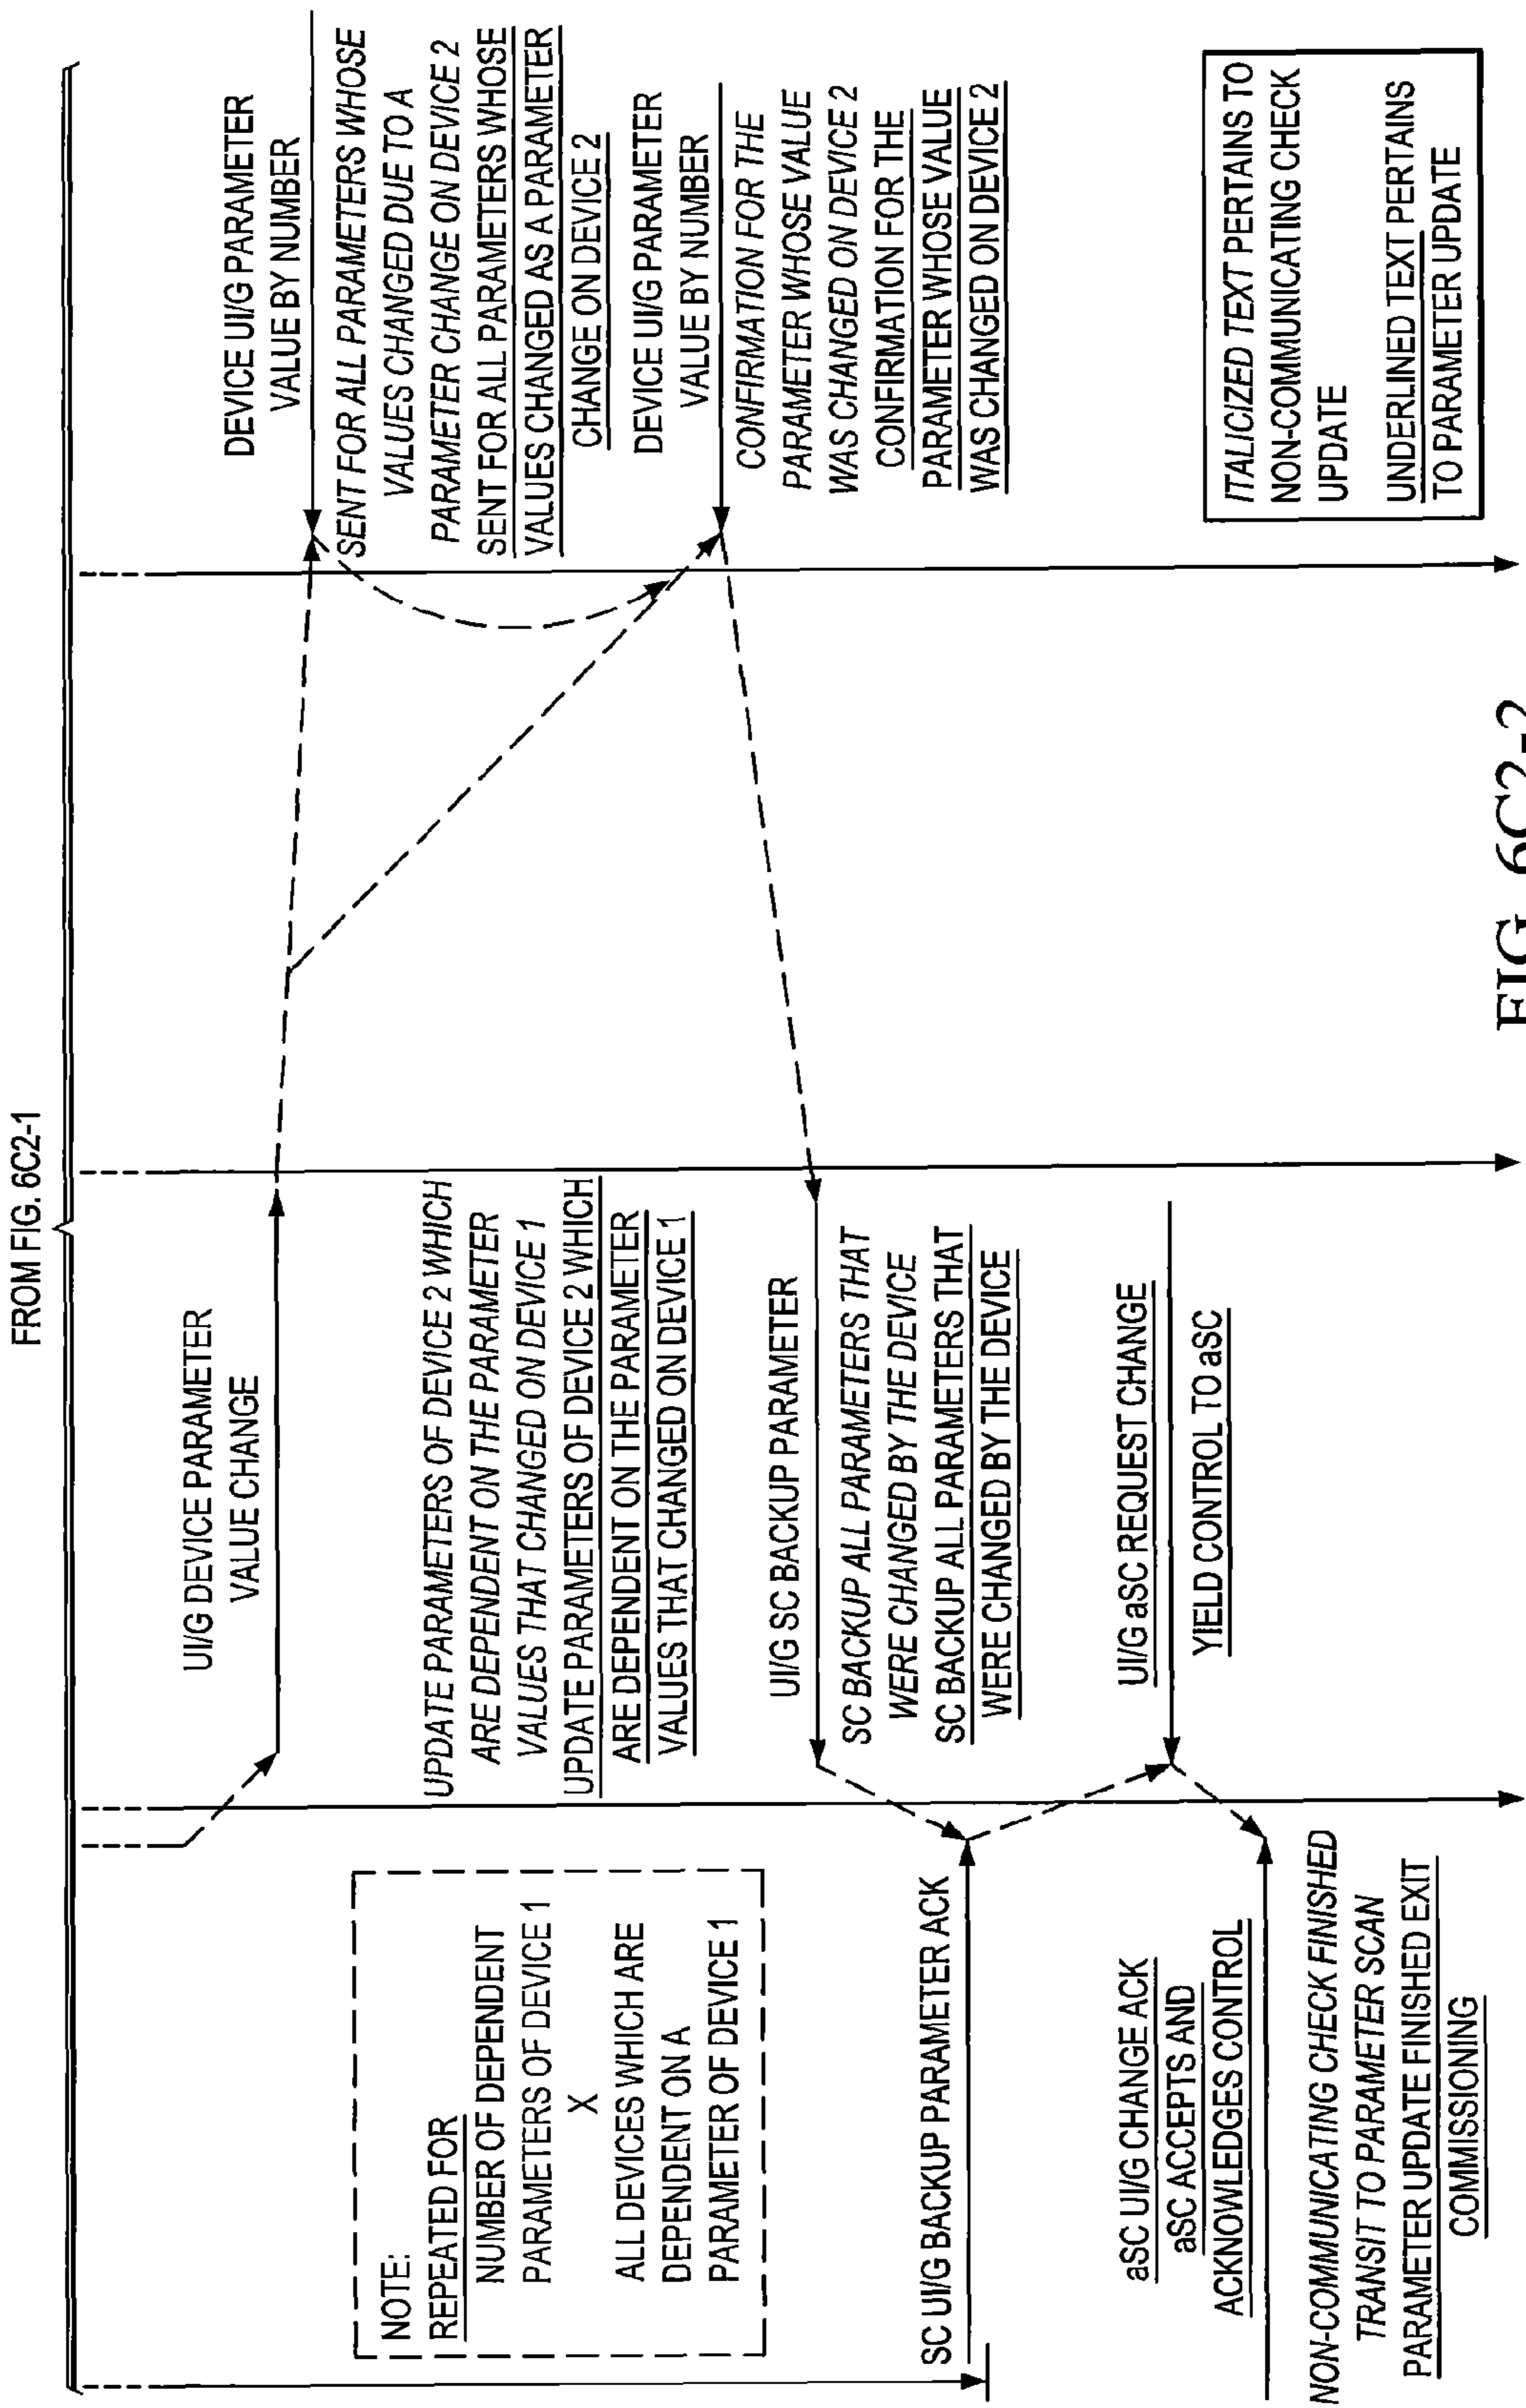 FROM FIG. 6C2-1
UI/G DEVICE PARAMETER
VALUE CHANGE
DEVICE UI/G PARAMETER
VALUE BY NUMBER
SENT FOR ALL PARAMETERS WHOSE
VALUES CHANGED DUE TO A
PARAMETER CHANGE ON DEVICE 2
SENT FOR ALL PARAMETERS WHOSE
VALUES CHANGED AS A PARAMETER
CHANGE ON DEVICE 2
NOTE:
REPEATED FOR
NUMBER OF DEPENDENT
PARAMETERS OF DEVICE 1
X
ALL DEVICES WHICH ARE
DEPENDENT ON A
PARAMETER OF DEVICE 1
UPDATE PARAMETERS OF DEVICE 2 WHICH
ARE DEPENDENT ON THE PARAMETER
VALUES THAT CHANGED ON DEVICE 1
UPDATE PARAMETERS OF DEVICE 2 WHICH
ARE DEPENDENT ON THE PARAMETER
VALUES THAT CHANGED ON DEVICE 1
DEVICE UI/G PARAMETER
VALUE BY NUMBER
CONFIRMATION FOR THE
PARAMETER WHOSE VALUE
WAS CHANGED ON DEVICE 2
CONFIRMATION FOR THE
PARAMETER WHOSE VALUE
WAS CHANGED ON DEVICE 2
UI/G SC BACKUP PARAMETER
SC BACKUP ALL PARAMETERS THAT
WERE CHANGED BY THE DEVICE
SC BACKUP ALL PARAMETERS THAT
WERE CHANGED BY THE DEVICE
SC UI/G BACKUP PARAMETER ACK
UI/G aSC REQUEST CHANGE
YIELD CONTROL TO aSC
aSC UI/G CHANGE ACK
aSC ACCEPTS AND
ACKNOWLEDGES CONTROL
NON-COMMUNICATING CHECK FINISHED
TRANSIT TO PARAMETER SCAN
PARAMETER UPDATE FINISHED EXIT
COMMISSIONING
ITALICIZED TEXT PERTAINS TO
NON-COMMUNICATING CHECK
UPDATE
UNDERLINED TEXT PERTAINS
TO PARAMETER UPDATE
FIG. 6C2-2